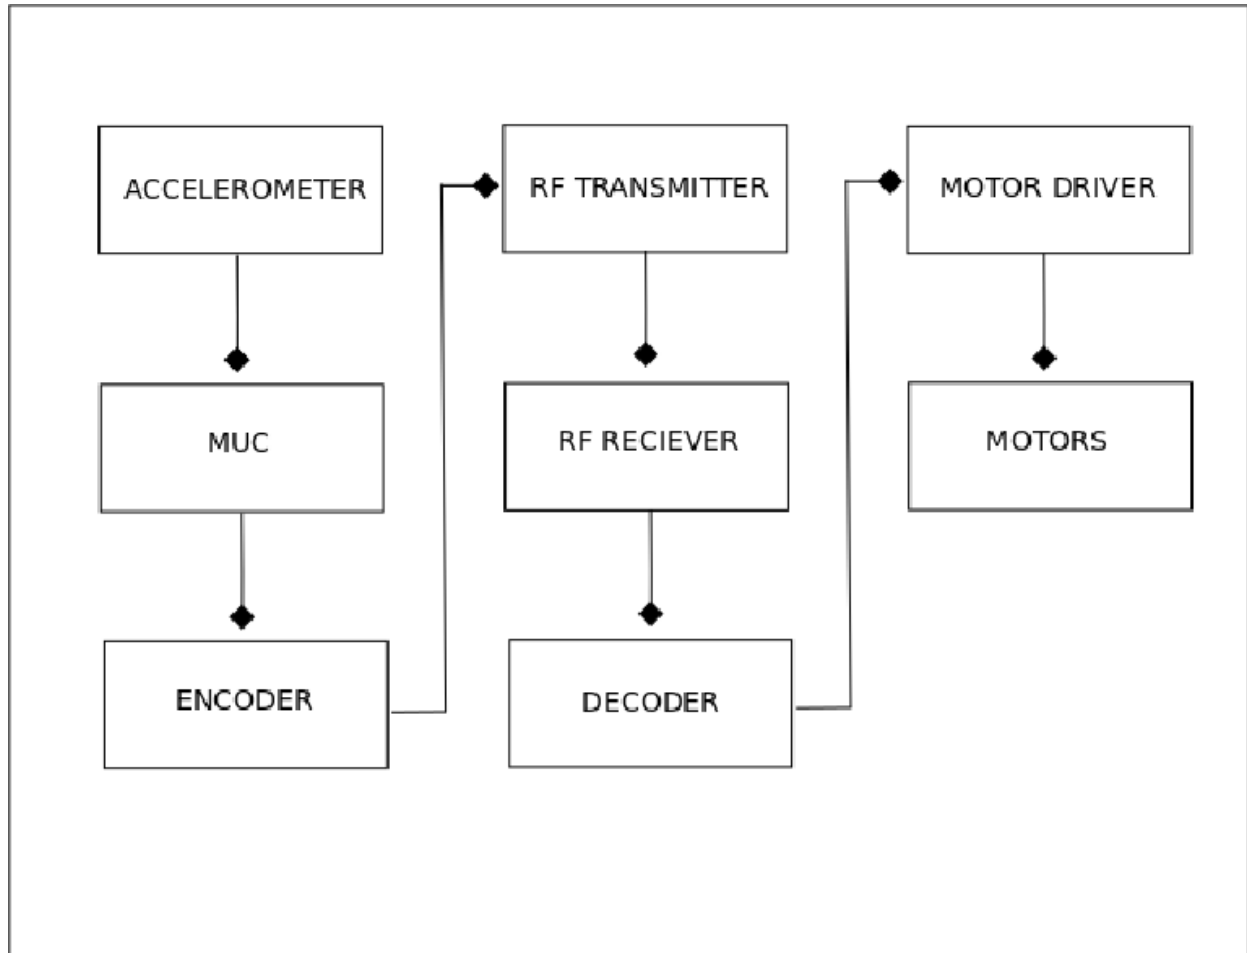 ACCELEROMETER
MUC
ENCODER
RF TRANSMITTER
RF RECIEVER
DECODER
MOTOR DRIVER
MOTORS